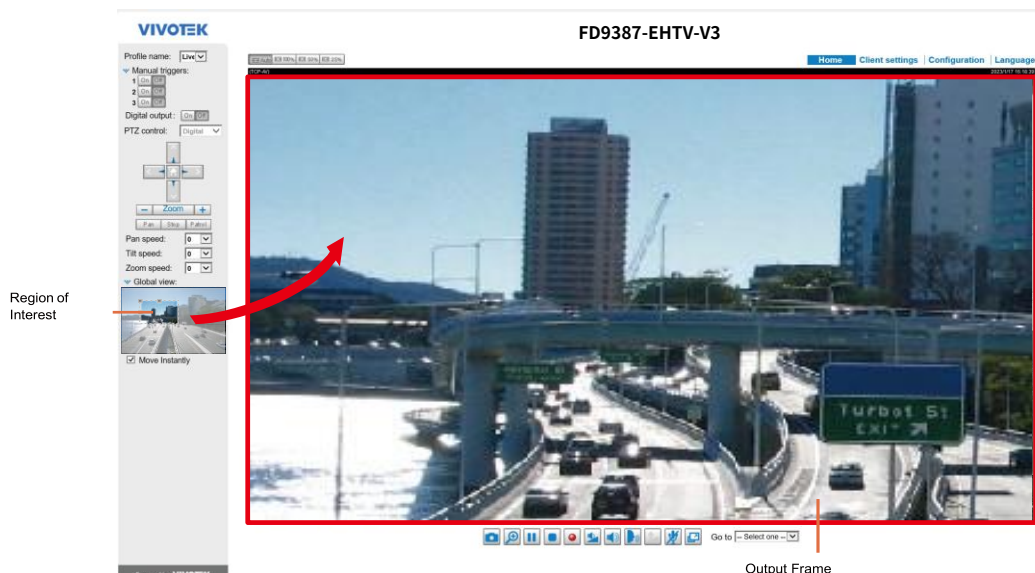 VIVOTEK
FD9387-EHTV-V3
Profile name: Live
Manual triggers:
1 On Off
2 On Off
3 On Off
Digital output: On Off
PTZ control: Digital
Zoom
Pan Stop Patrol
Pan speed: 0
Tilt speed: 0
Zoom speed: 0
Global view:
Move Instantly
Region of
Interest
Home Client settings Configuration Language
(TCP-AV)
Turbot St
EXIT
Go to -- Select one --
Output Frame